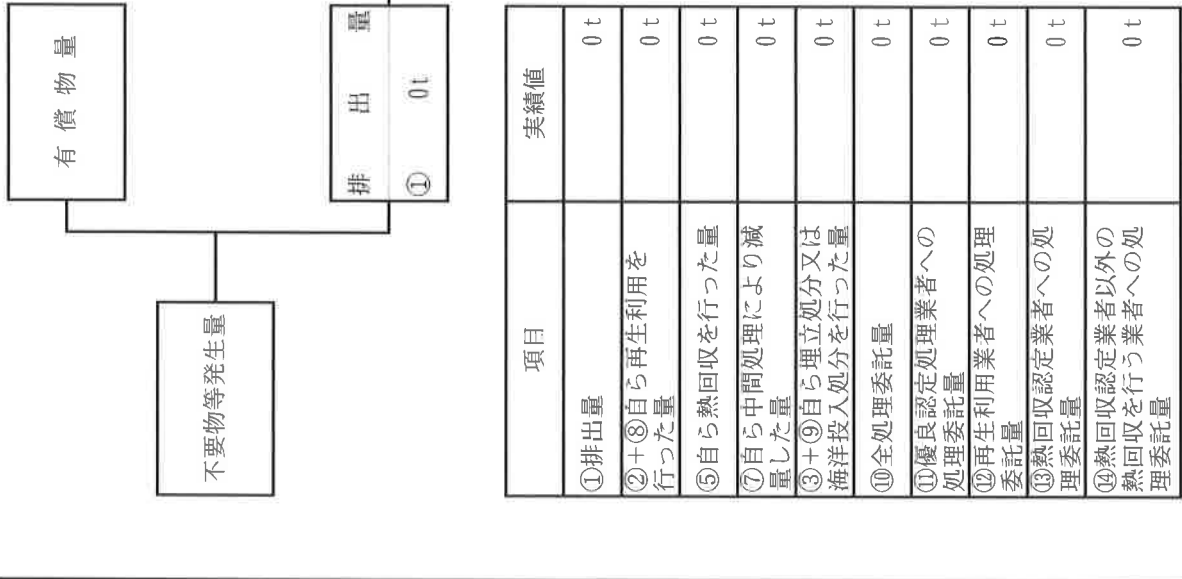 有償物量
不要物等発生量
排出量
① 0t
項目 実績値
①排出量 0t
②+⑧自ら再生利用を
行った量 0t
⑤自ら熱回収を行った量 0t
⑦自ら中間処理により減
量した量 0t
③+⑨自ら埋立処分又は
海洋投入処分を行った量 0t
⑩全処理委託量 0t
⑪優良認定処理業者への
処理委託量 0t
⑫再生利用業者への処理
委託量 0t
⑬熱回収認定業者への処
理委託量 0t
⑭熱回収認定業者以外の
熱回収を行う業者への処
理委託量 0t